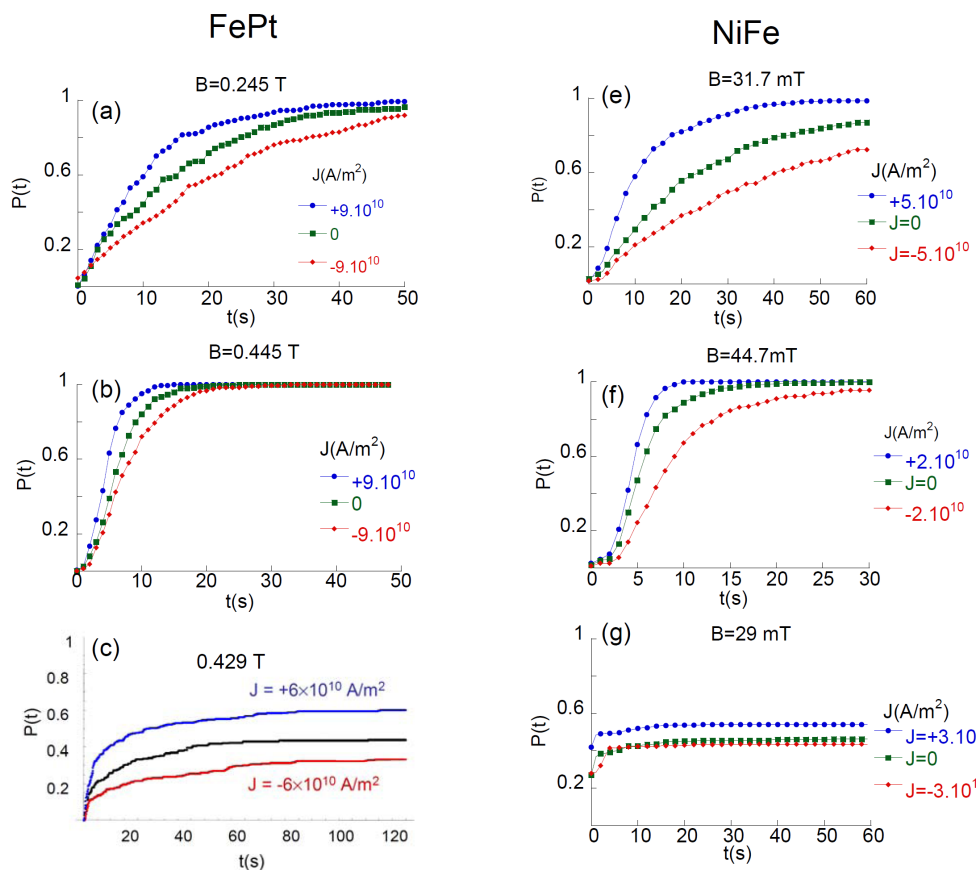 FePt
NiFe
B=0.245 T
(a)
P(t)
1
0.6
0.2
0 10 20 30 40 50
t(s)
J(A/m²)
+9.10¹⁰
0
-9.10¹⁰
B=31.7 mT
(e)
P(t)
1
0.6
0.2
0 10 20 30 40 50 60
t(s)
J(A/m²)
+5.10¹⁰
J=0
J=-5.10¹⁰
B=0.445 T
(b)
P(t)
1
0.6
0.2
0 10 20 30 40 50
t(s)
J(A/m²)
+9.10¹⁰
0
-9.10¹⁰
B=44.7mT
(f)
P(t)
1
0.6
0.2
0 5 10 15 20 25 30
t(s)
J(A/m²)
+2.10¹⁰
J=0
-2.10¹⁰
(c)
0.429 T
P(t)
1
0.8
0.6
0.4
0.2
20 40 60 80 100 120
t(s)
J = +6×10¹⁰ A/m²
J = -6×10¹⁰ A/m²
(g)
B=29 mT
P(t)
1
0.6
0.2
0 10 20 30 40 50 60
t(s)
J(A/m²)
J=+3.10
J=0
J=-3.10¹